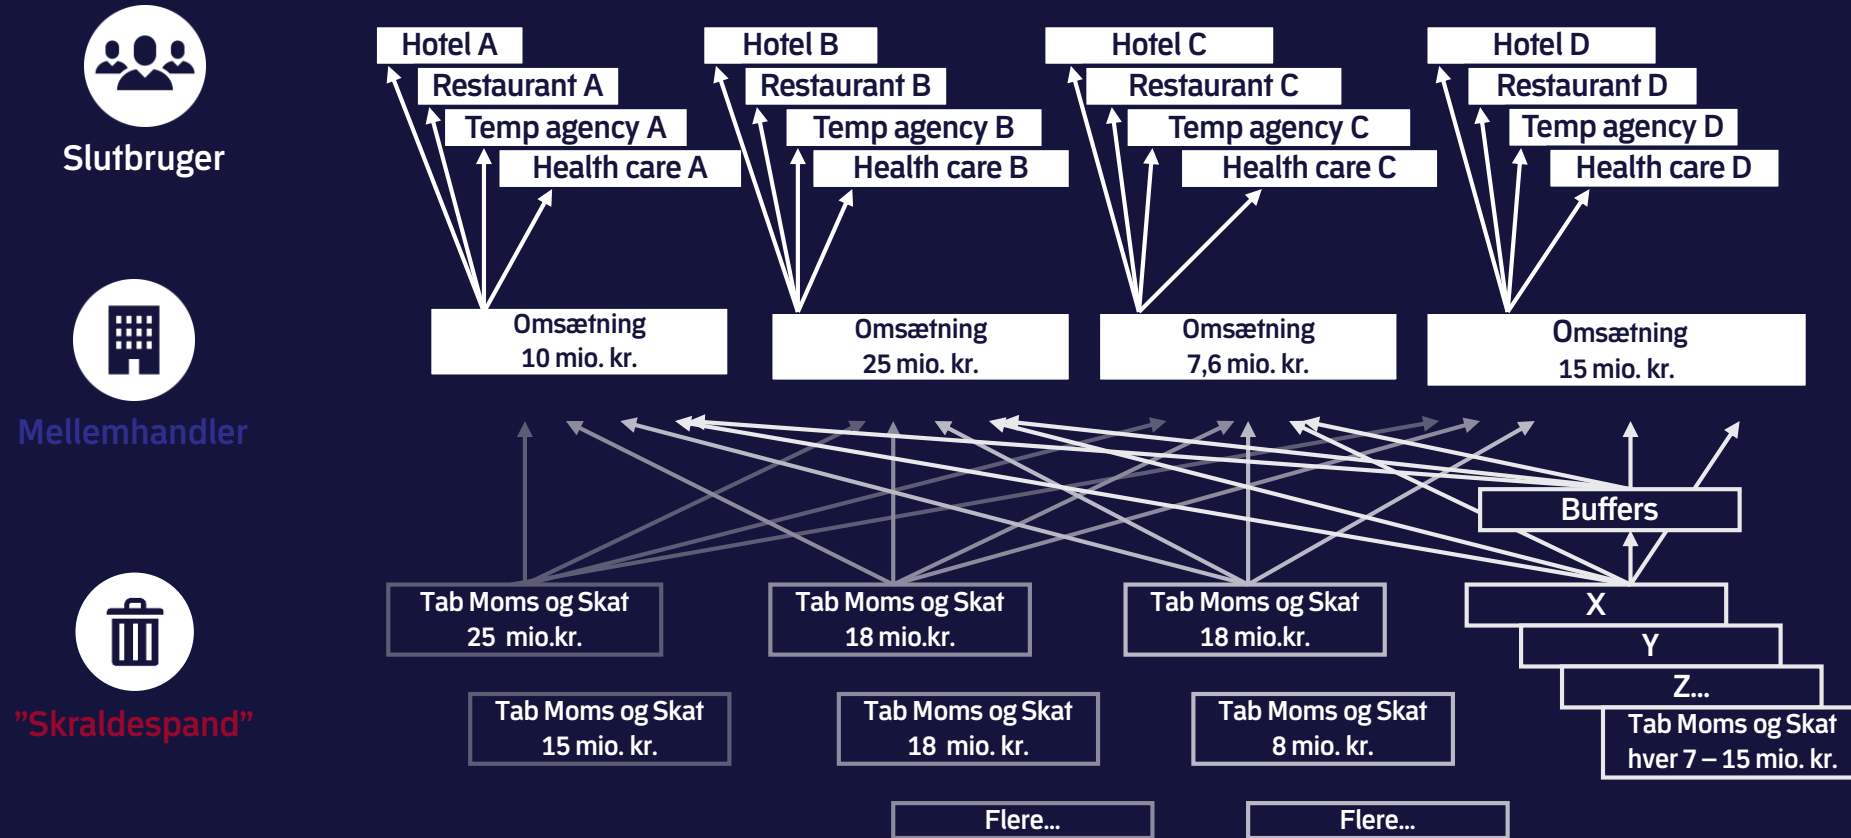 Slutbruger
Hotel A
Restaurant A
Temp agency A
Health care A
Hotel B
Restaurant B
Temp agency B
Health care B
Hotel C
Restaurant C
Temp agency C
Health care C
Hotel D
Restaurant D
Temp agency D
Health care D
Mellemhandler
Omsætning
10 mio. kr.
Omsætning
25 mio. kr.
Omsætning
7,6 mio. kr.
Omsætning
15 mio. kr.
Buffers
”Skraldespand”
Tab Moms og Skat
25 mio.kr.
Tab Moms og Skat
18 mio.kr.
Tab Moms og Skat
18 mio.kr.
X
Y
Z...
Tab Moms og Skat
hver 7 – 15 mio. kr.
Tab Moms og Skat
15 mio. kr.
Tab Moms og Skat
18 mio. kr.
Tab Moms og Skat
8 mio. kr.
Flere...
Flere...